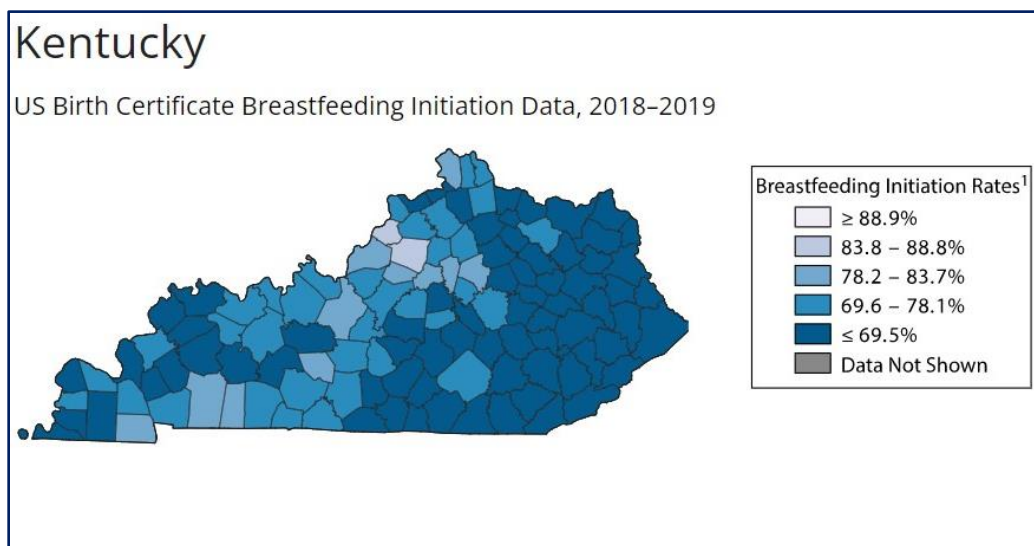 Kentucky
US Birth Certificate Breastfeeding Initiation Data, 2018–2019
Breastfeeding Initiation Rates¹
≥ 88.9%
83.8 – 88.8%
78.2 – 83.7%
69.6 – 78.1%
≤ 69.5%
Data Not Shown